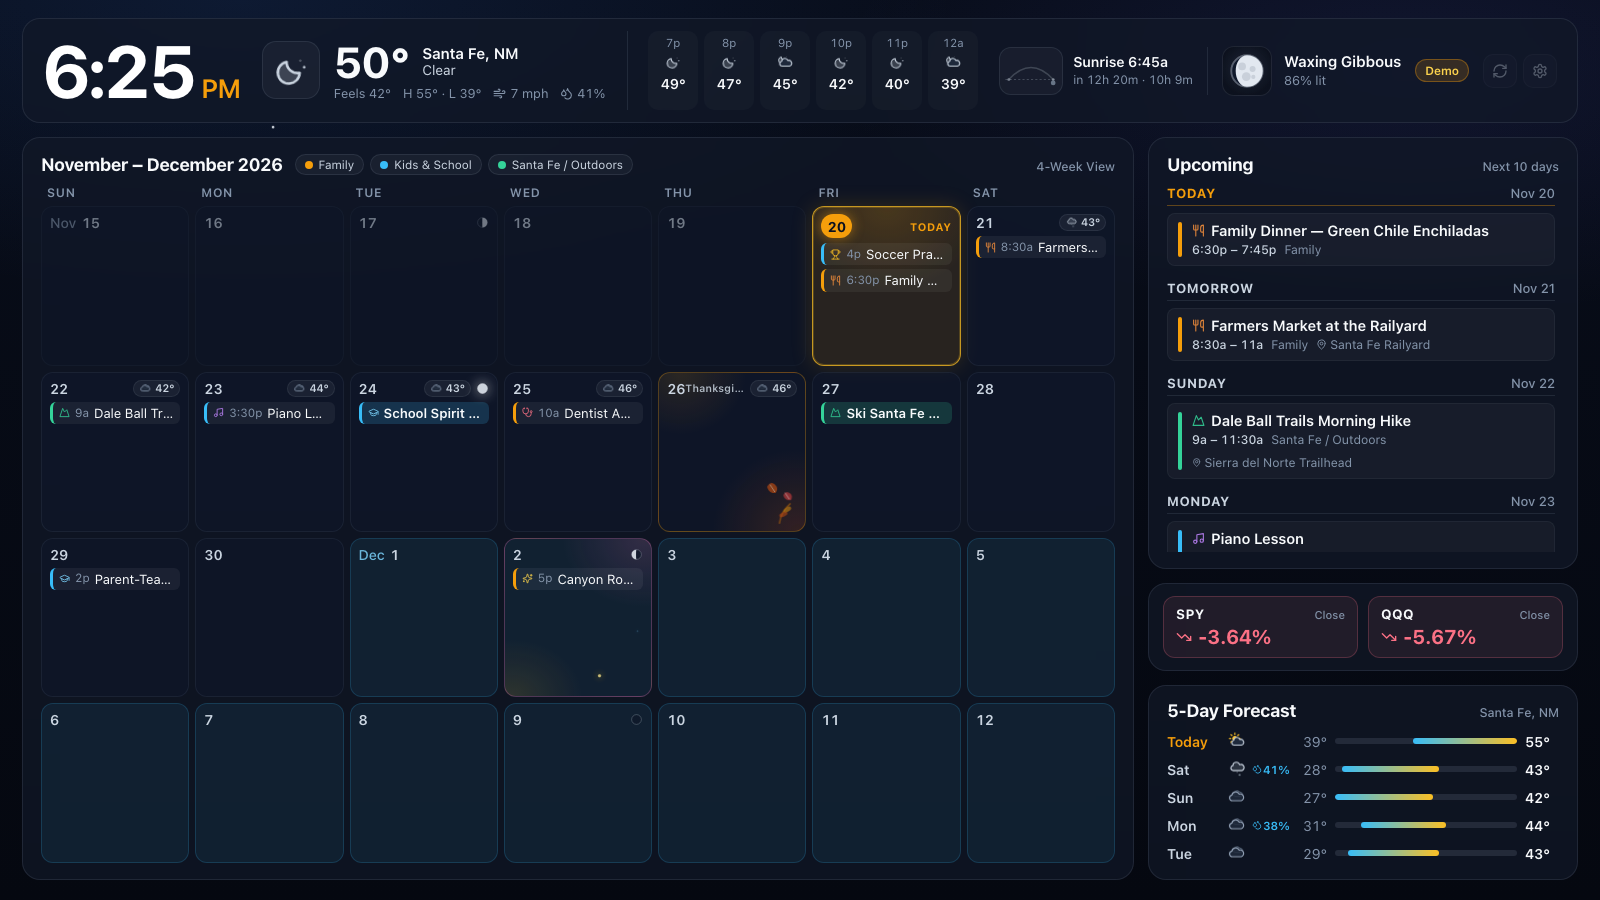 6:25 PM
50° Santa Fe, NM
Clear
Feels 42° H 55° · L 39° 7 mph 41%
7p 8p 9p 10p 11p 12a
49° 47° 45° 42° 40° 39°
Sunrise 6:45a
in 12h 20m · 10h 9m
Waxing Gibbous
86% lit
Demo
November – December 2026 Family Kids & School Santa Fe / Outdoors 4-Week View
SUN MON TUE WED THU FRI SAT
Nov 15 16 17 18 19 20 TODAY 21 43°
4p Soccer Pra...
6:30p Family ...
8:30a Farmers...
22 42° 23 44° 24 43° 25 46° 26 Thanksgi... 46° 27 28
9a Dale Ball Tr... 3:30p Piano L... School Spirit ... 10a Dentist A... Ski Santa Fe ...
29 30 Dec 1 2 3 4 5
2p Parent-Tea... 5p Canyon Ro...
6 7 8 9 10 11 12
Upcoming Next 10 days
TODAY Nov 20
Family Dinner — Green Chile Enchiladas
6:30p – 7:45p Family
TOMORROW Nov 21
Farmers Market at the Railyard
8:30a – 11a Family Santa Fe Railyard
SUNDAY Nov 22
Dale Ball Trails Morning Hike
9a – 11:30a Santa Fe / Outdoors
Sierra del Norte Trailhead
MONDAY Nov 23
Piano Lesson
SPY Close
-3.64%
QQQ Close
-5.67%
5-Day Forecast Santa Fe, NM
Today 39° 55°
Sat 41% 28° 43°
Sun 27° 42°
Mon 38% 31° 44°
Tue 29° 43°